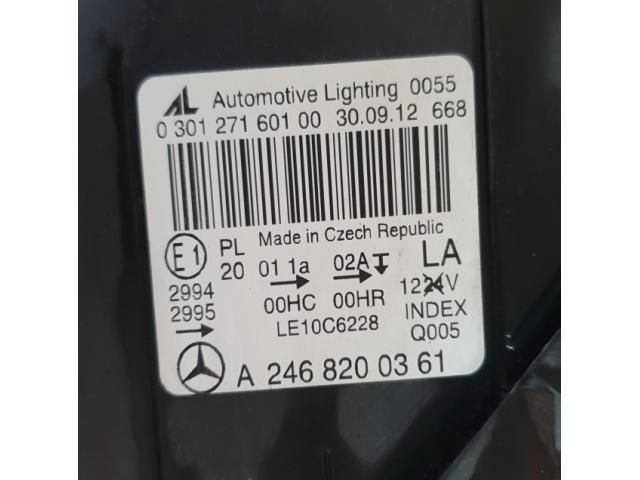 AL Automotive Lighting 0055
0 301 271 601 00 30.09.12 668
Made in Czech Republic
E1 PL 20 01 1a 02A LA
2994 00HC 00HR 1224V
2995 LE10C6228 INDEX
Q005
A 246 820 03 61